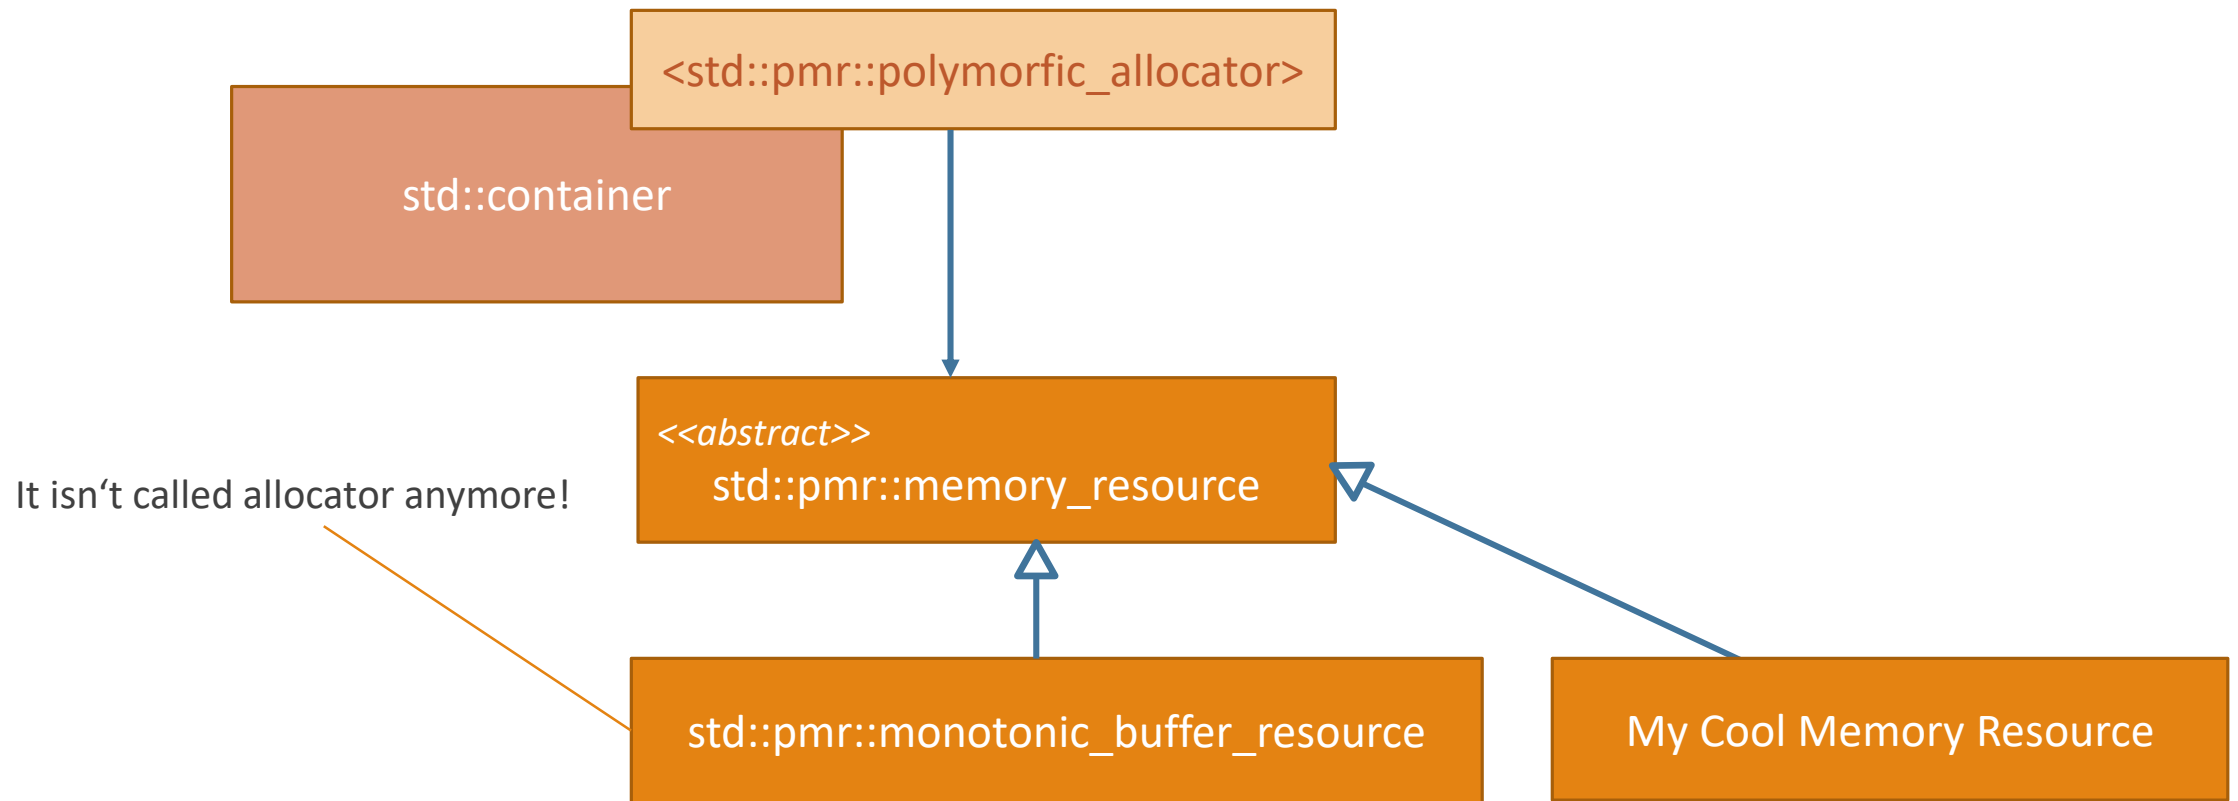 <std::pmr::polymorfic_allocator>
std::container
<<abstract>>
std::pmr::memory_resource
It isn‘t called allocator anymore!
std::pmr::monotonic_buffer_resource
My Cool Memory Resource